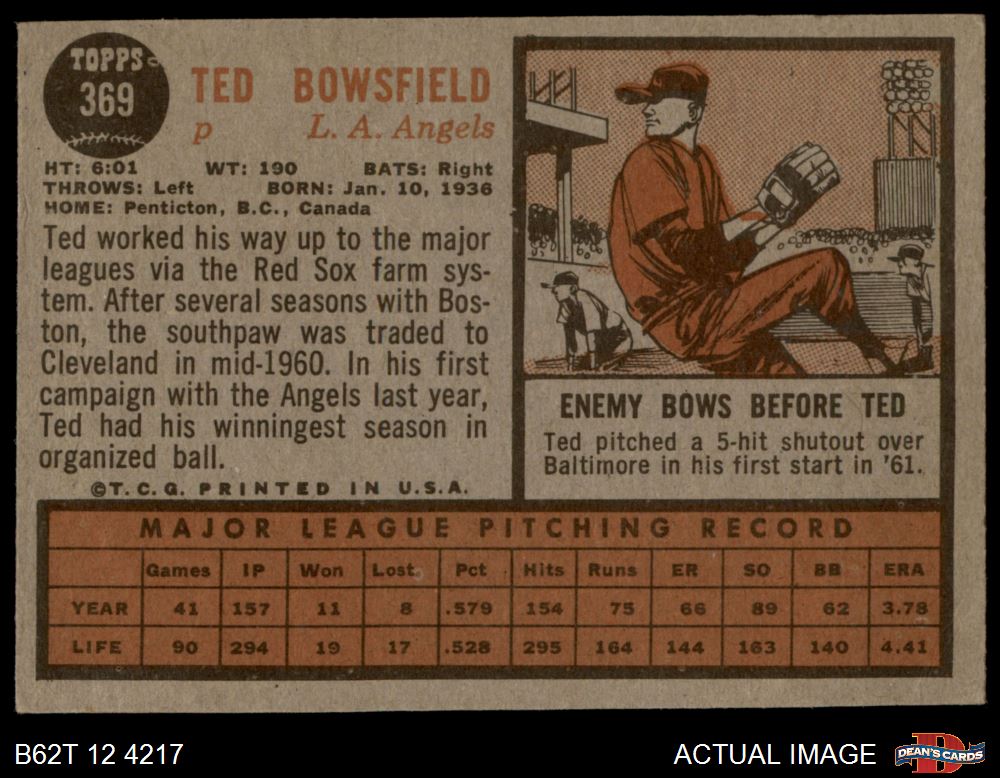 TOPPS
369
TED BOWSFIELD
p L. A. Angels
HT: 6:01 WT: 190 BATS: Right
THROWS: Left BORN: Jan. 10, 1936
HOME: Penticton, B.C., Canada
Ted worked his way up to the major
leagues via the Red Sox farm sys-
tem. After several seasons with Bos-
ton, the southpaw was traded to
Cleveland in mid-1960. In his first
campaign with the Angels last year,
Ted had his winningest season in
organized ball.
©T.C.G. PRINTED IN U.S.A.
ENEMY BOWS BEFORE TED
Ted pitched a 5-hit shutout over
Baltimore in his first start in '61.
MAJOR LEAGUE PITCHING RECORD
Games IP Won Lost Pct Hits Runs ER SO BB ERA
YEAR 41 157 11 8 .579 154 75 66 89 62 3.78
LIFE 90 294 19 17 .528 295 164 144 163 140 4.41
B62T 12 4217 ACTUAL IMAGE DEAN'S CARDS